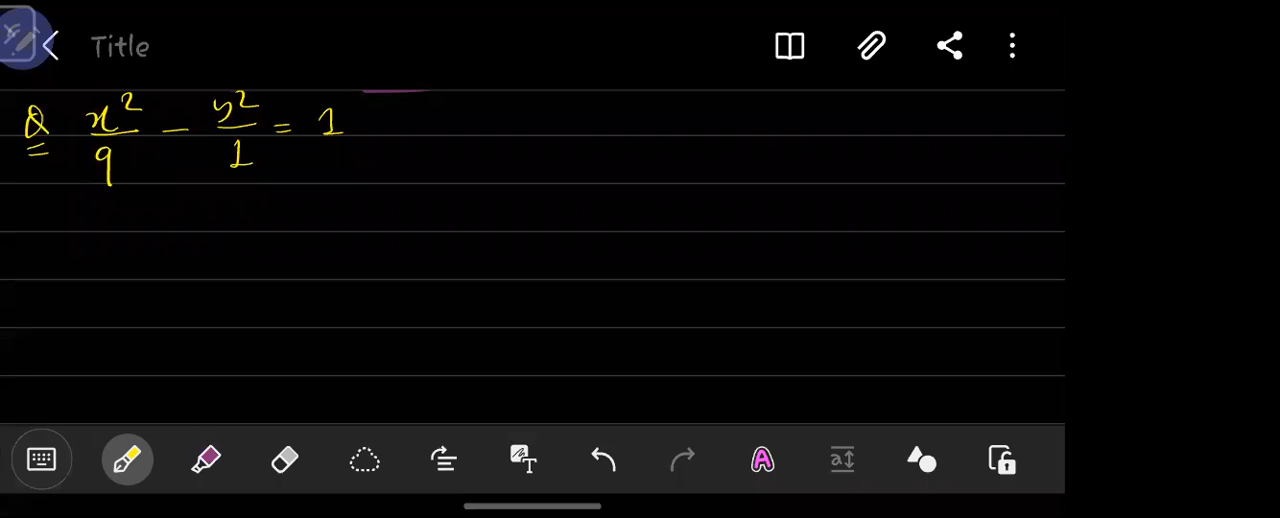 Title
Q x²/9 - y²/1 = 1